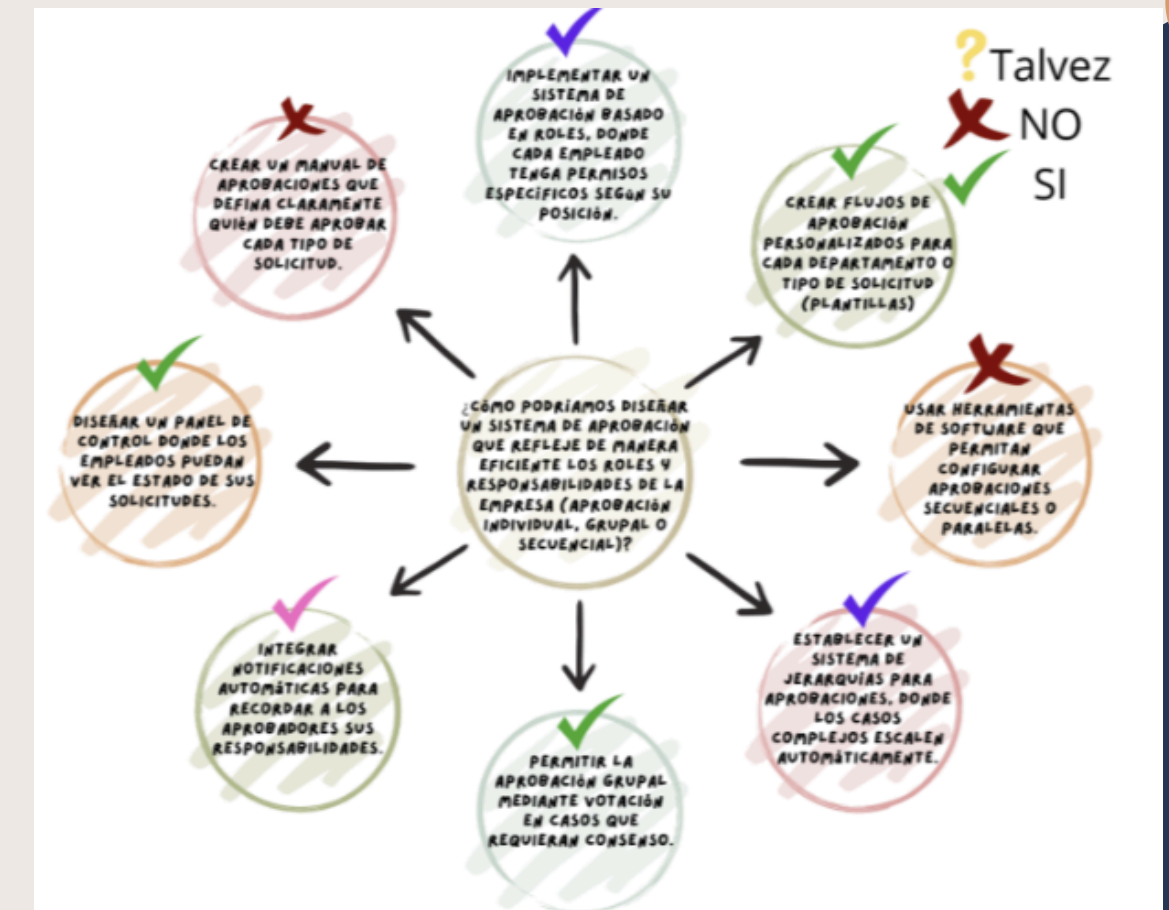 IMPLEMENTAR UN
SISTEMA DE
APROBACIÓN BASADO
EN ROLES, DONDE
CADA EMPLEADO
TENGA PERMISOS
ESPECÍFICOS SEGÚN SU
POSICIÓN.
? Talvez
NO
SI
CREAR UN MANUAL DE
APROBACIONES QUE
DEFINA CLARAMENTE
QUIÉN DEBE APROBAR
CADA TIPO DE
SOLICITUD.
CREAR FLUJOS DE
APROBACIÓN
PERSONALIZADOS PARA
CADA DEPARTAMENTO O
TIPO DE SOLICITUD
(PLANTILLAS)
DISEÑAR UN PANEL DE
CONTROL DONDE LOS
EMPLEADOS PUEDAN
VER EL ESTADO DE SUS
SOLICITUDES.
¿CÓMO PODRÍAMOS DISEÑAR
UN SISTEMA DE APROBACIÓN
QUE REFLEJE DE MANERA
EFICIENTE LOS ROLES Y
RESPONSABILIDADES DE LA
EMPRESA (APROBACIÓN
INDIVIDUAL, GRUPAL O
SECUENCIAL)?
USAR HERRAMIENTAS
DE SOFTWARE QUE
PERMITAN
CONFIGURAR
APROBACIONES
SECUENCIALES O
PARALELAS.
INTEGRAR
NOTIFICACIONES
AUTOMÁTICAS PARA
RECORDAR A LOS
APROBADORES SUS
RESPONSABILIDADES.
PERMITIR LA
APROBACIÓN GRUPAL
MEDIANTE VOTACIÓN
EN CASOS QUE
REQUIERAN CONSENSO.
ESTABLECER UN
SISTEMA DE
JERARQUÍAS PARA
APROBACIONES, DONDE
LOS CASOS
COMPLEJOS ESCALEN
AUTOMÁTICAMENTE.